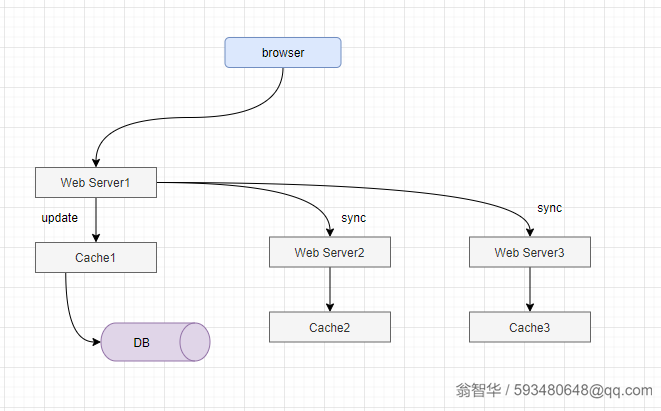 browser
Web Server1
update
sync
sync
Cache1
Web Server2
Web Server3
DB
Cache2
Cache3
翁智华 / 593480648@qq.com